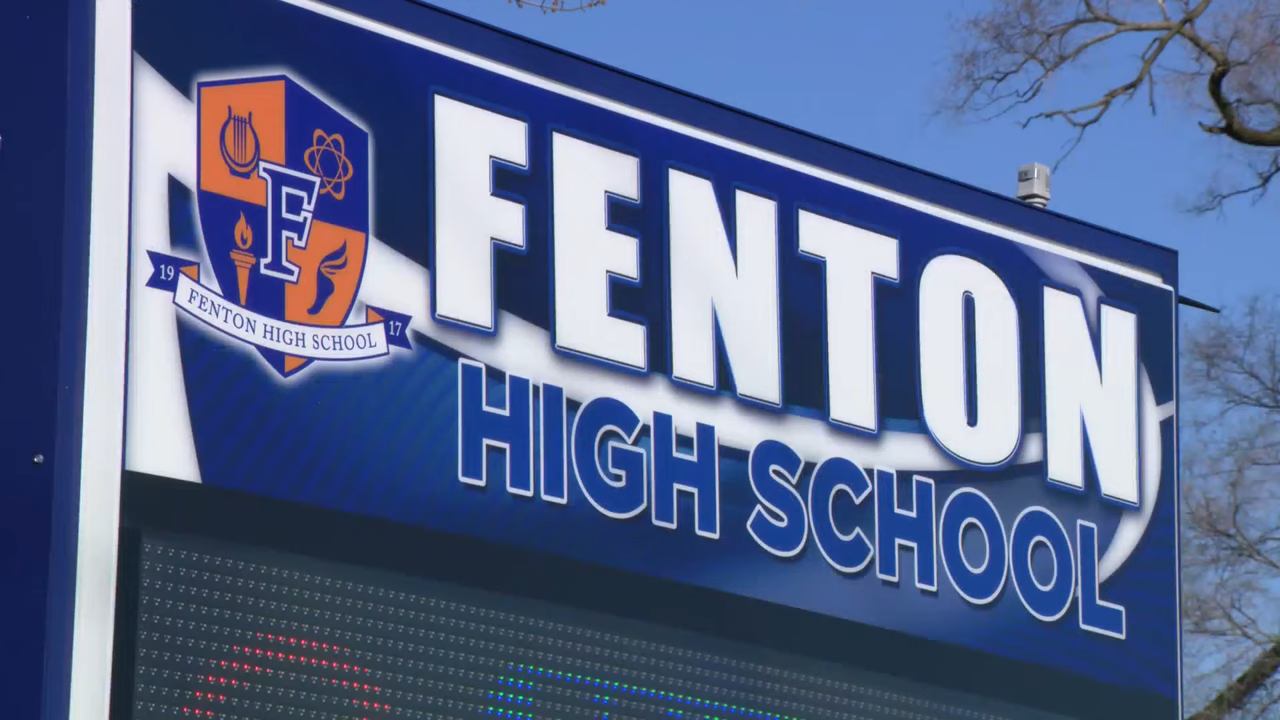 F
19 17
FENTON HIGH SCHOOL
FENTON
HIGH SCHOOL